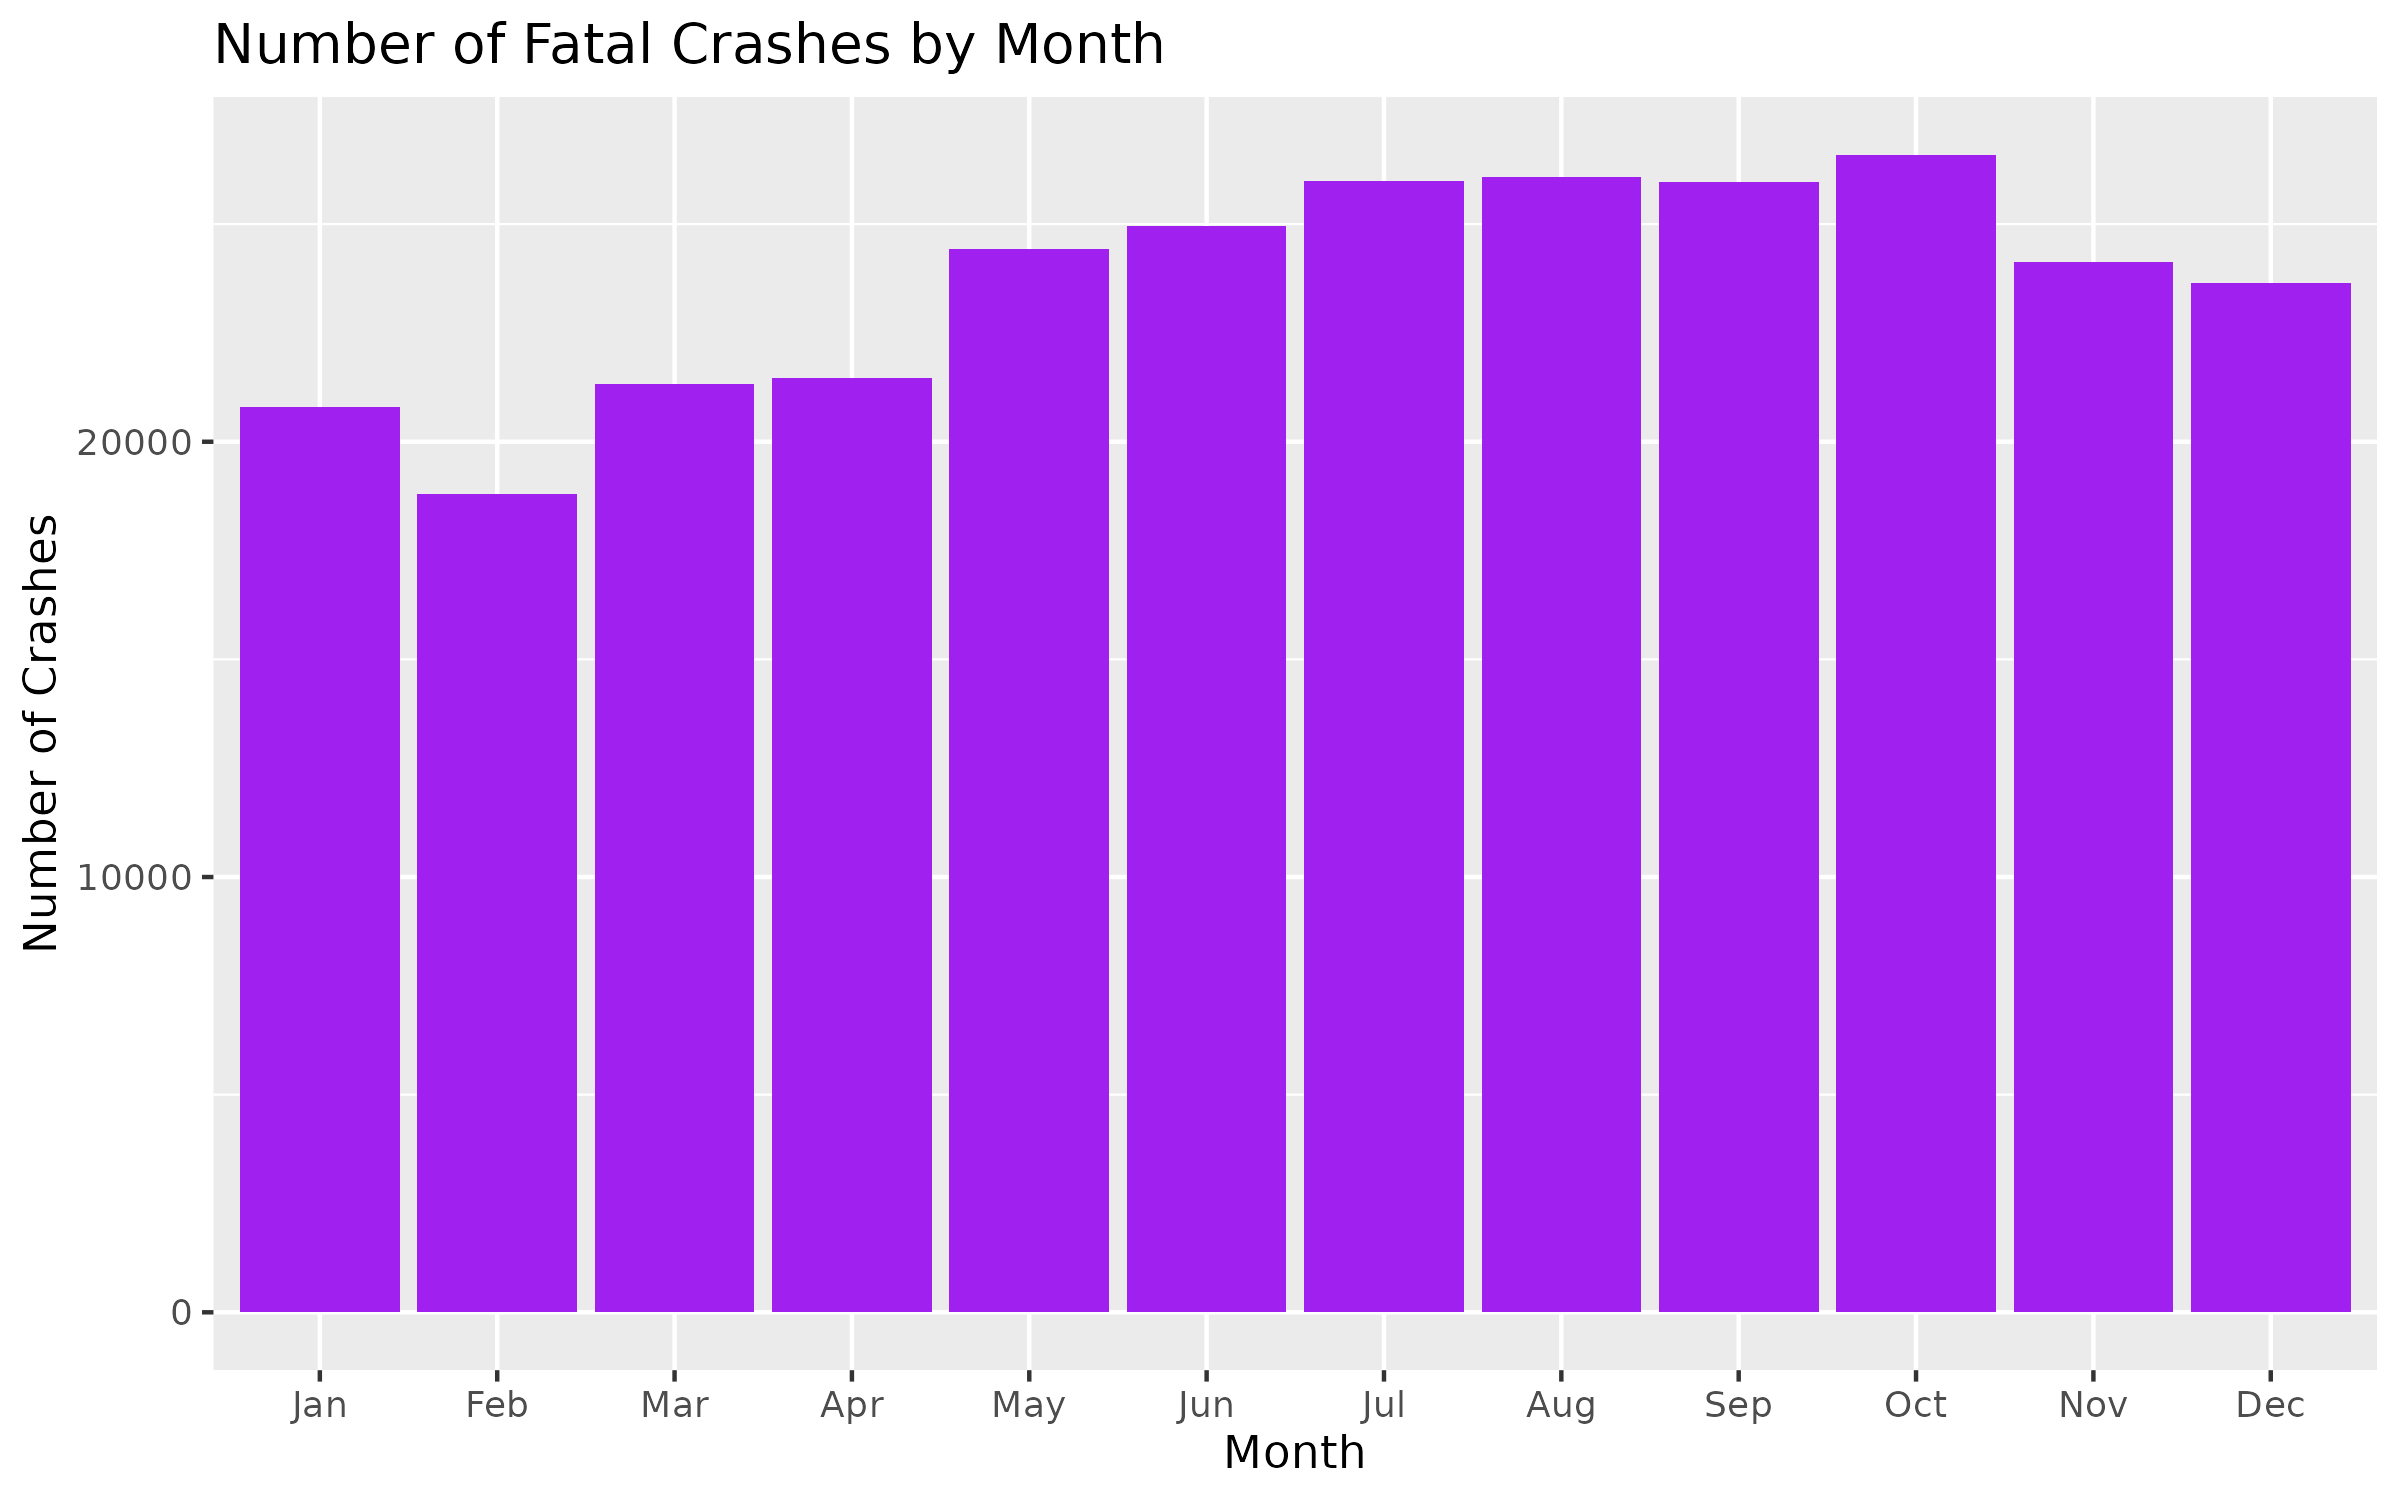 Number of Fatal Crashes by Month
Number of Crashes
20000
10000
0
Jan Feb Mar Apr May Jun Jul Aug Sep Oct Nov Dec
Month